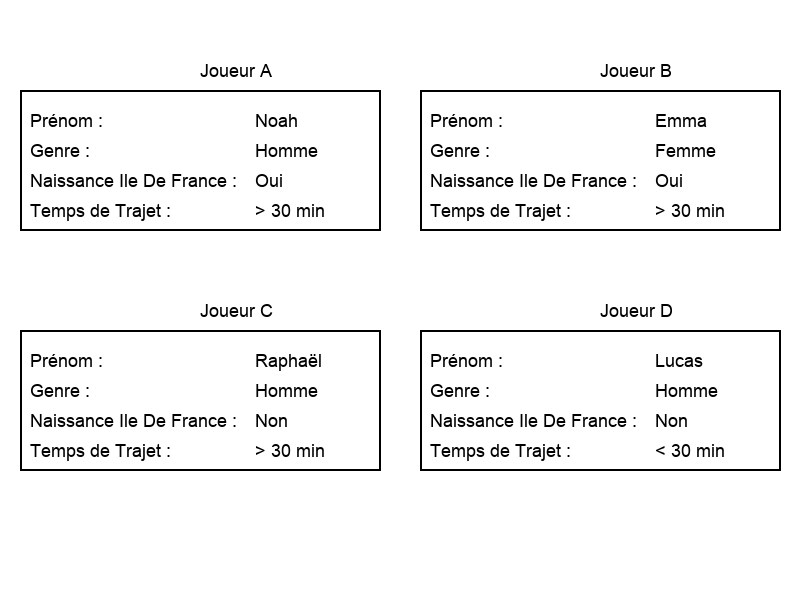 Joueur A
Prénom : Noah
Genre : Homme
Naissance Ile De France : Oui
Temps de Trajet : > 30 min
Joueur B
Prénom : Emma
Genre : Femme
Naissance Ile De France : Oui
Temps de Trajet : > 30 min
Joueur C
Prénom : Raphaël
Genre : Homme
Naissance Ile De France : Non
Temps de Trajet : > 30 min
Joueur D
Prénom : Lucas
Genre : Homme
Naissance Ile De France : Non
Temps de Trajet : < 30 min